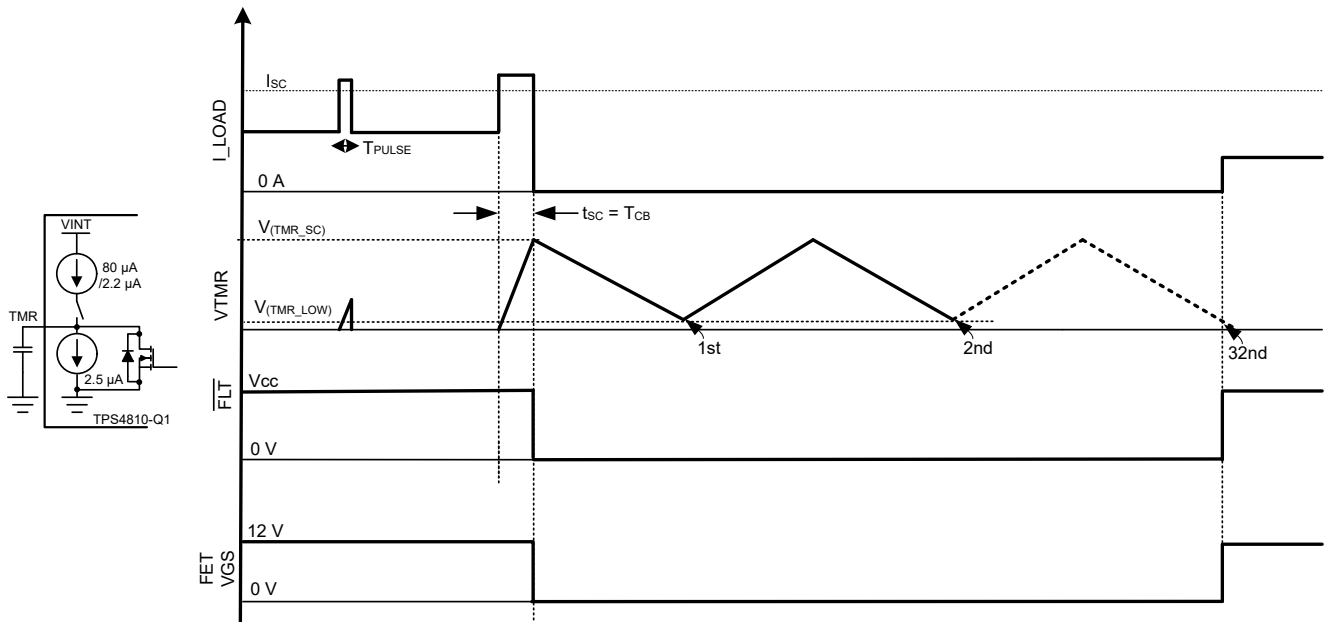 I_LOAD
ISC
TPULSE
0 A
tSC = TCB
VTMR
V(TMR_SC)
V(TMR_LOW)
1st
2nd
32nd
VINT
80 µA
/2.2 µA
TMR
2.5 µA
TPS4810-Q1
FLT
Vcc
0 V
FET
VGS
12 V
0 V